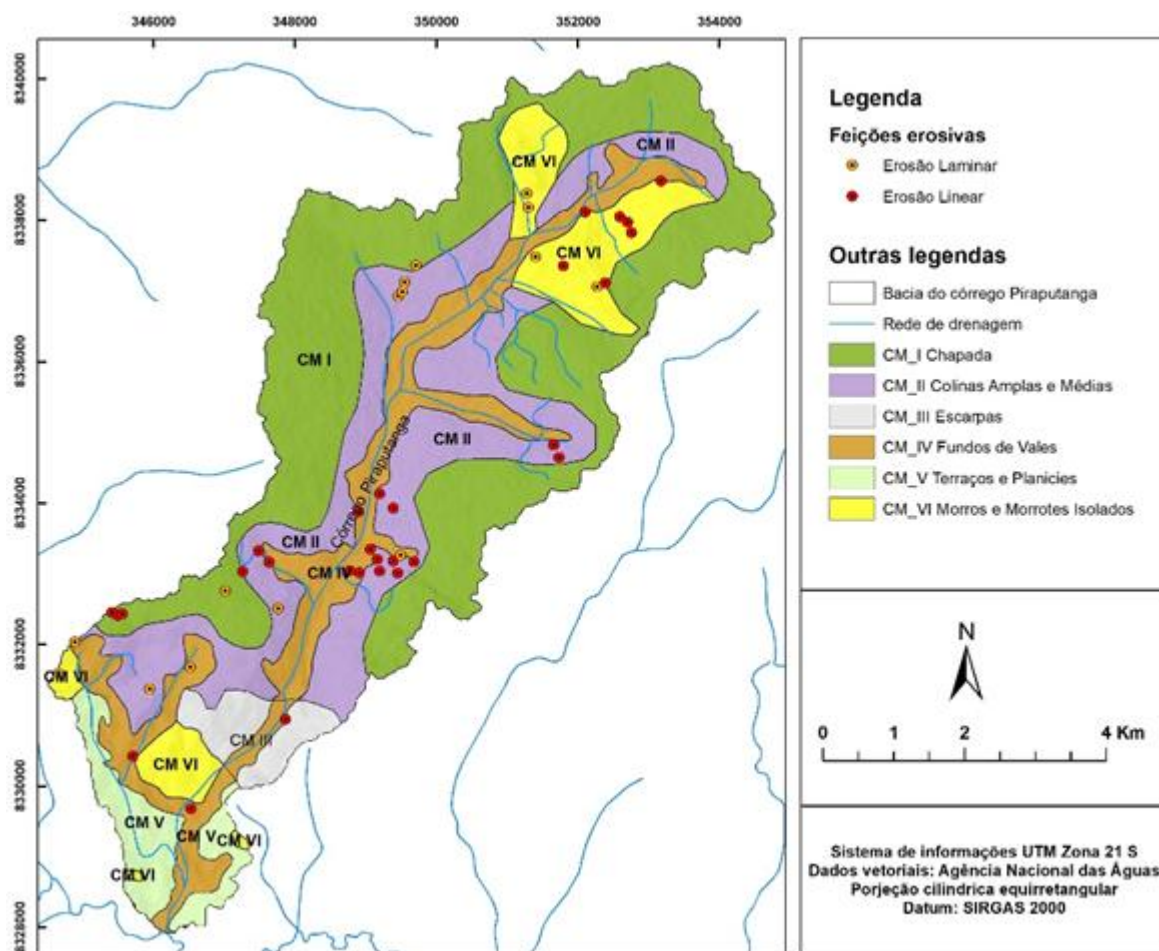 346000 348000 350000 352000 354000
8340000
8338000
8336000
8334000
8332000
8330000
8328000
CM II
CM VI
CM VI
CM I
CM II
Córrego Piraputanga
CM II
CM IV
CM VI
CM III
CM VI
CM V
CM V
CM VI
CM VI
Legenda
Feições erosivas
Erosão Laminar
Erosão Linear
Outras legendas
Bacia do córrego Piraputanga
Rede de drenagem
CM_I Chapada
CM_II Colinas Amplas e Médias
CM_III Escarpas
CM_IV Fundos de Vales
CM_V Terraços e Planicies
CM_VI Morros e Morrotes Isolados
N
0 1 2 4 Km
Sistema de informações UTM Zona 21 S
Dados vetoriais: Agência Nacional das Águas
Porjeção cilindrica equirretangular
Datum: SIRGAS 2000